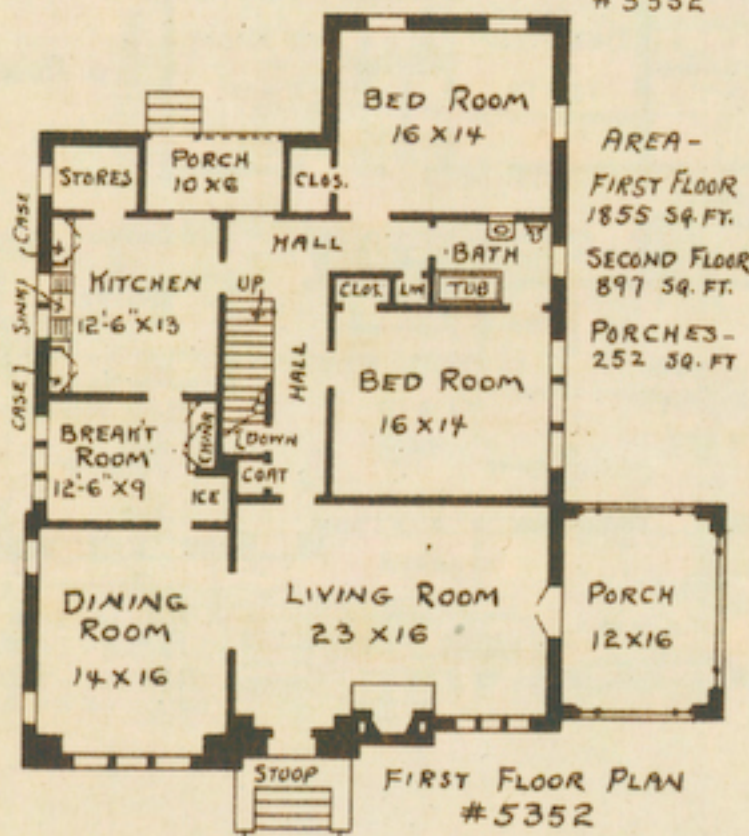 #5352
BED ROOM
16 X 14
AREA-
FIRST FLOOR
1855 SQ. FT.
SECOND FLOOR
897 SQ. FT.
PORCHES-
252 SQ. FT
STORES
PORCH
10 X 6
CLOS.
HALL
BATH
TUB
CLOS.
LIN
UP
CASE
SINK
CASE
KITCHEN
12'-6" X 13
HALL
BED ROOM
16 X 14
BREAK'T
ROOM
12'-6" X 9
CHINA
DOWN
COAT
ICE
DINING
ROOM
14 X 16
LIVING ROOM
23 X 16
PORCH
12 X 16
STOOP
FIRST FLOOR PLAN
#5352